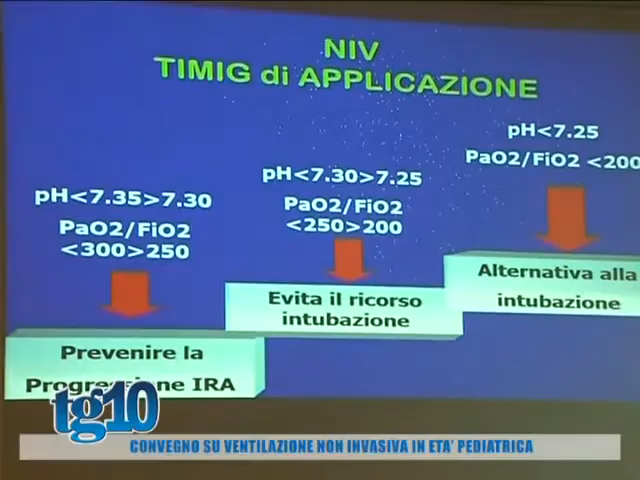 NIV
TIMIG di APPLICAZIONE
pH<7.35>7.30
PaO2/FiO2
<300>250
Prevenire la
Progressione IRA
pH<7.30>7.25
PaO2/FiO2
<250>200
Evita il ricorso
intubazione
pH<7.25
PaO2/FiO2 <200
Alternativa alla
intubazione
tg10
CONVEGNO SU VENTILAZIONE NON INVASIVA IN ETA' PEDIATRICA